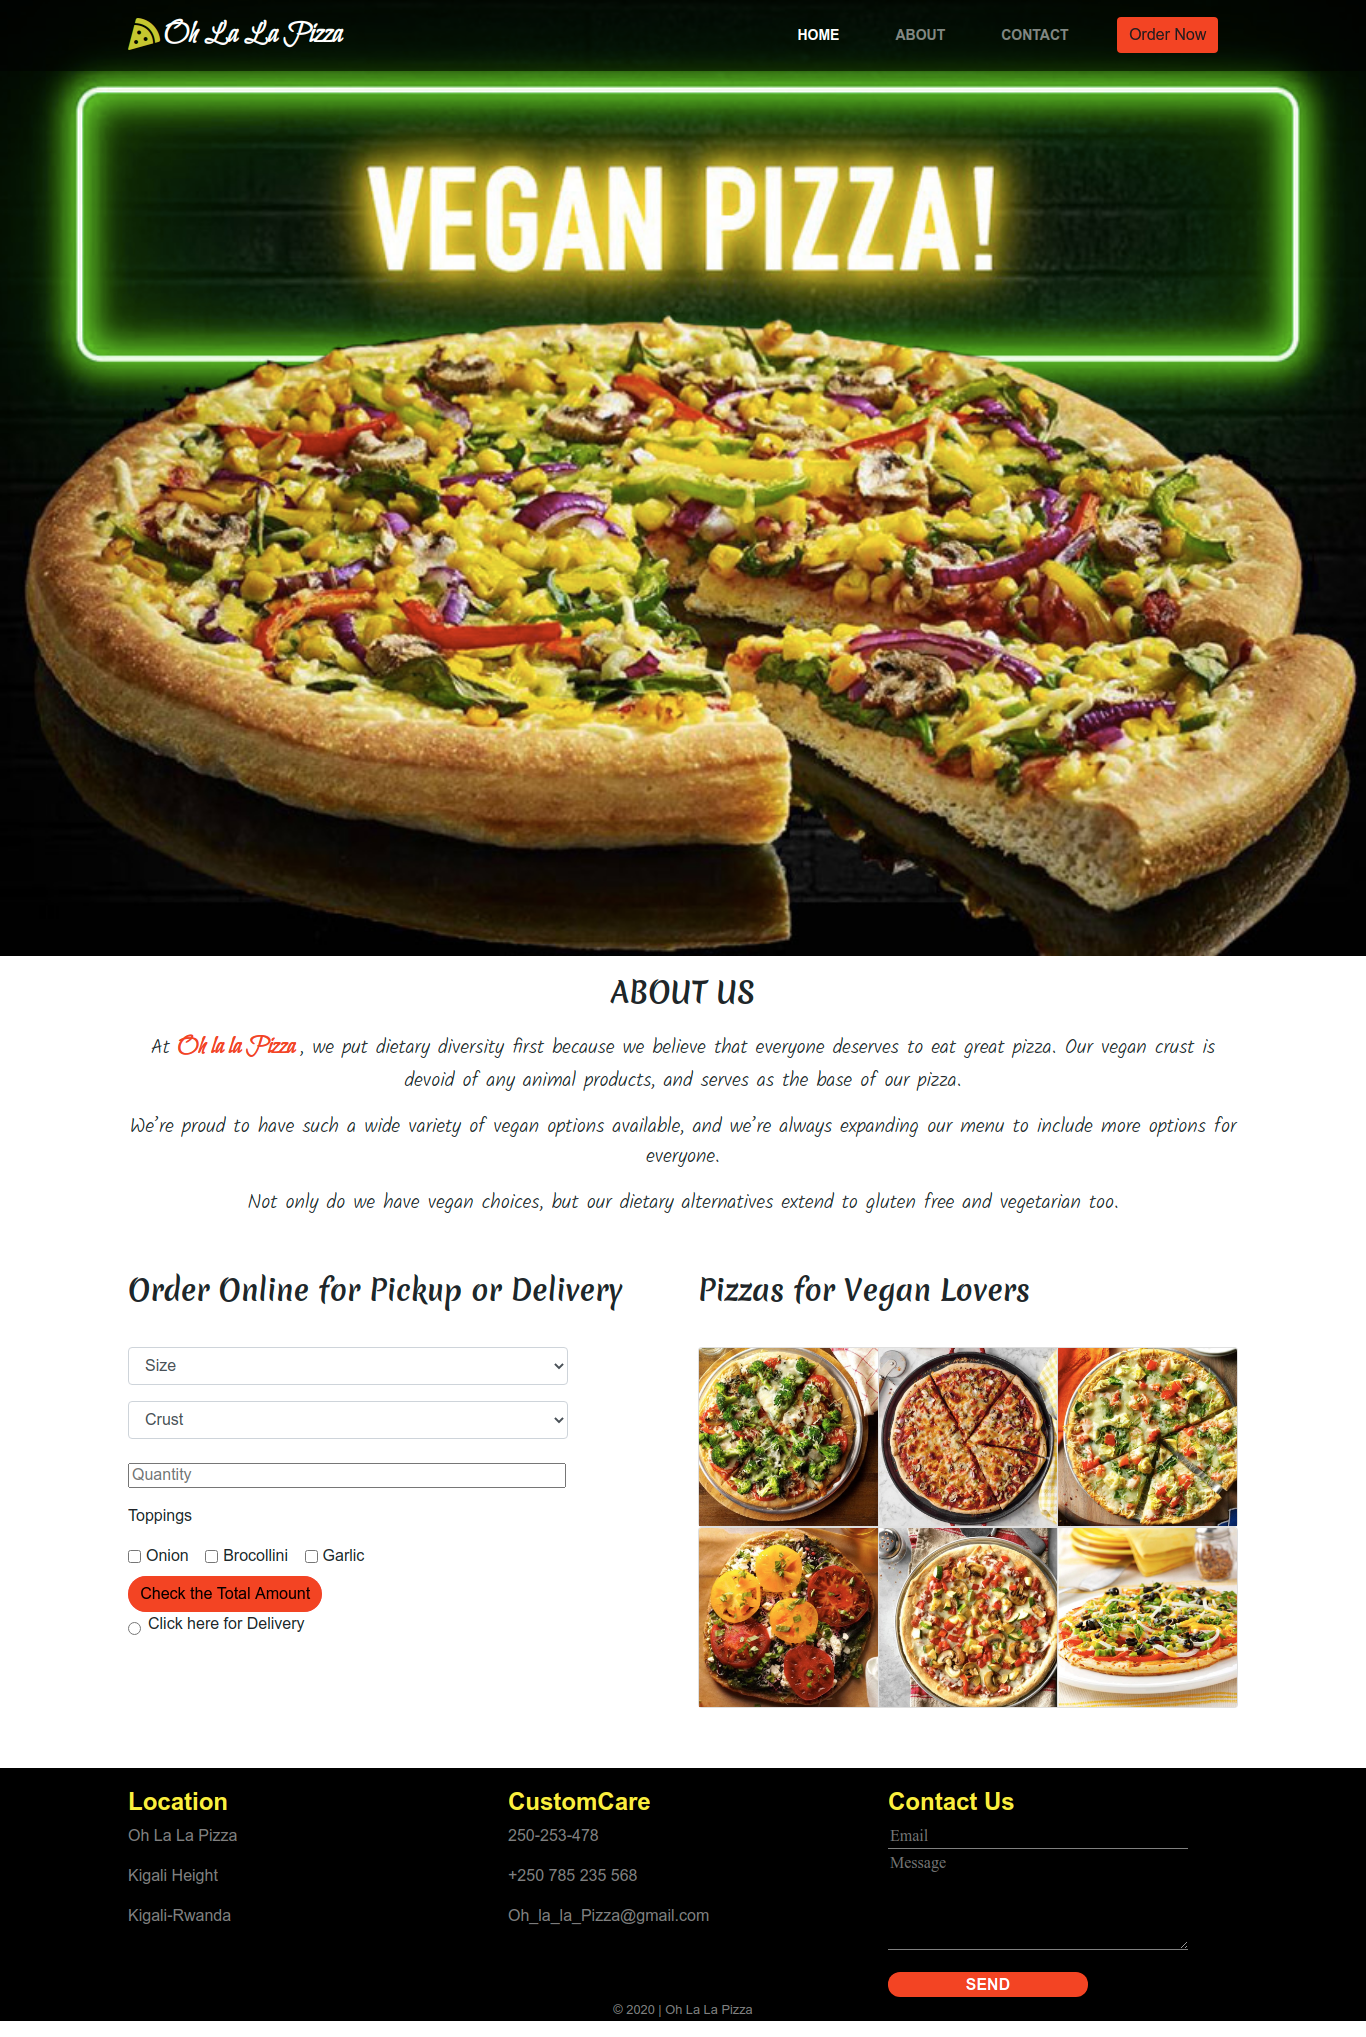 Oh La La Pizza
HOME
ABOUT
CONTACT
Order Now
VEGAN PIZZA!
ABOUT US
At Oh la la Pizza, we put dietary diversity first because we believe that everyone deserves to eat great pizza. Our vegan crust is
devoid of any animal products, and serves as the base of our pizza.
We're proud to have such a wide variety of vegan options available, and we're always expanding our menu to include more options for
everyone.
Not only do we have vegan choices, but our dietary alternatives extend to gluten free and vegetarian too.
Order Online for Pickup or Delivery
Size
Crust
Quantity
Toppings
Onion Brocollini Garlic
Check the Total Amount
Click here for Delivery
Pizzas for Vegan Lovers
Location
Oh La La Pizza
Kigali Height
Kigali-Rwanda
CustomCare
250-253-478
+250 785 235 568
Oh_la_la_Pizza@gmail.com
Contact Us
Email
Message
SEND
© 2020 | Oh La La Pizza